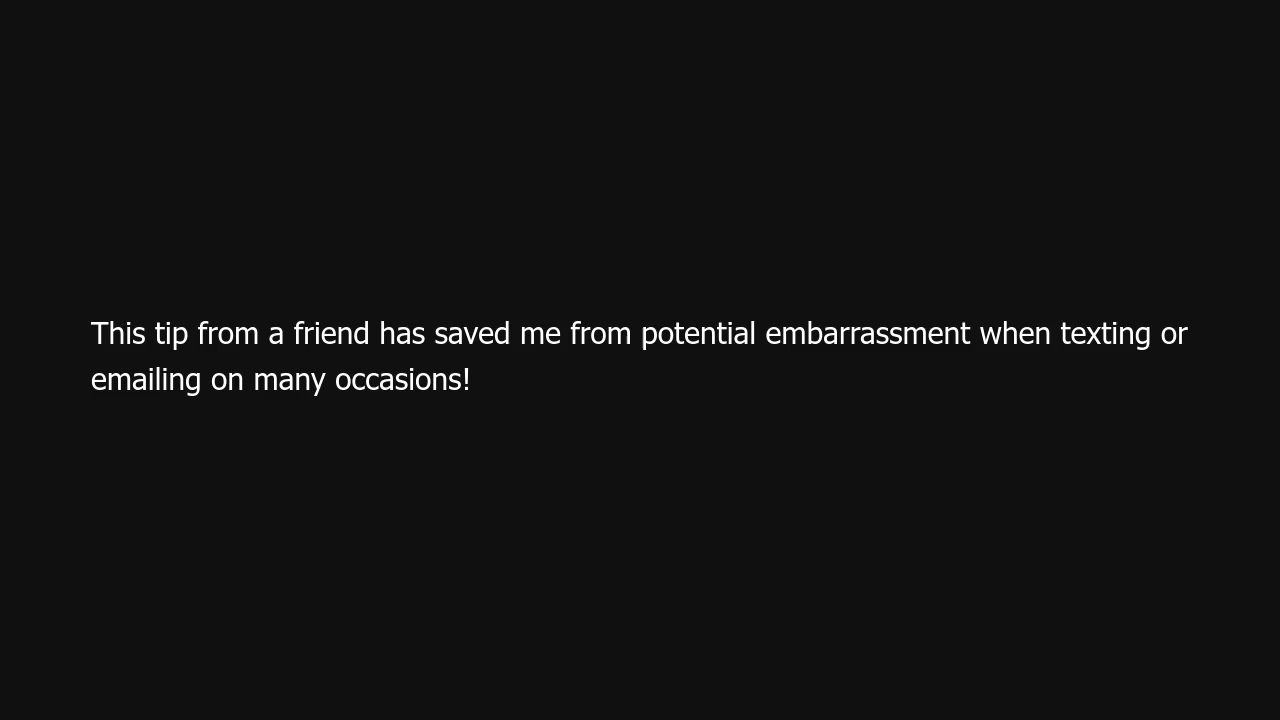 This tip from a friend has saved me from potential embarrassment when texting or
emailing on many occasions!